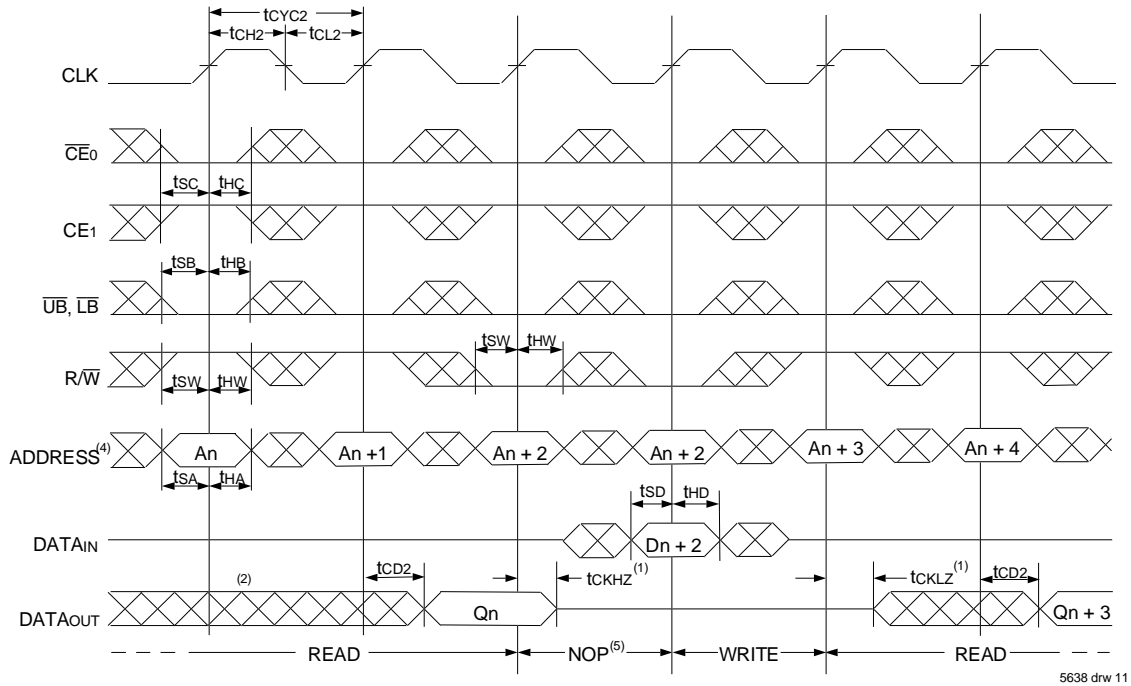 tCYC2
tCH2 tCL2
CLK
CE0
tSC tHC
CE1
tSB tHB
UB, LB
tSW tHW
R/W
tSW tHW
ADDRESS(4) An An +1 An + 2 An + 2 An + 3 An + 4
tSA tHA
tSD tHD
DATAIN Dn + 2
(2) tCD2 tCKHZ(1) tCKLZ(1) tCD2
DATAOUT Qn Qn + 3
READ NOP(5) WRITE READ
5638 drw 11